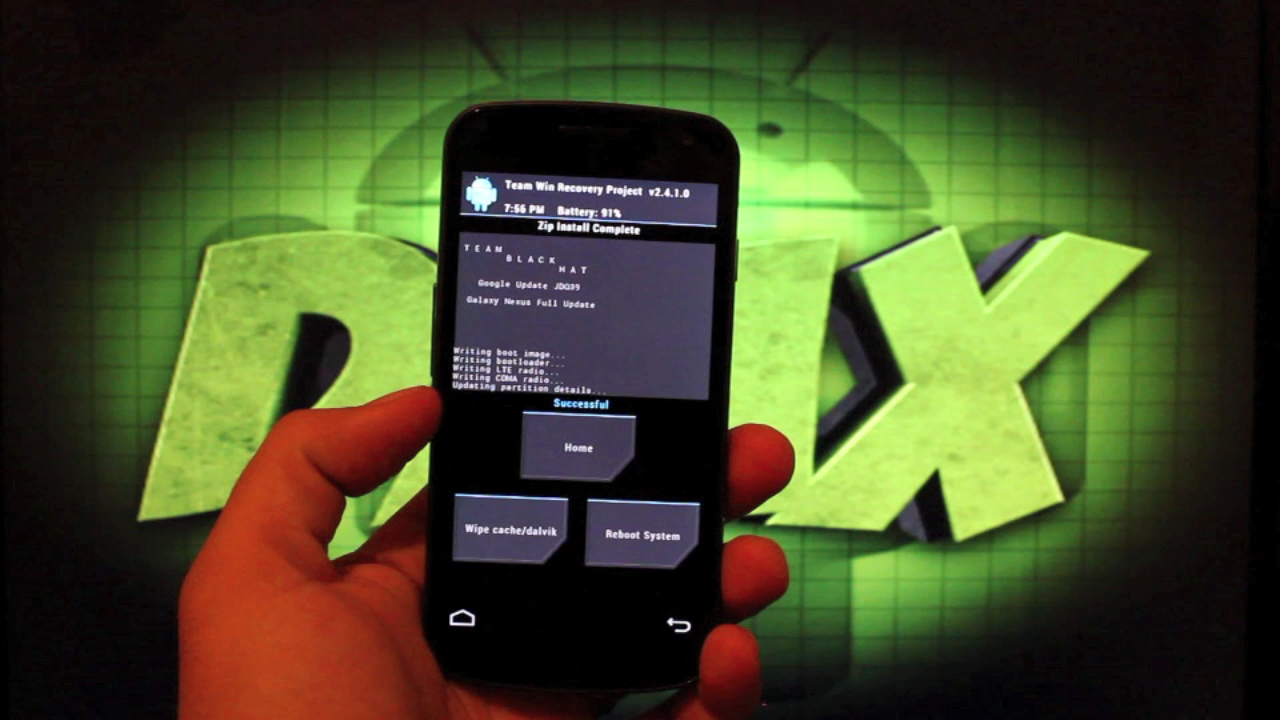 Team Win Recovery Project v2.4.1.0
7:56 PM Battery: 91%
Zip Install Complete
TEAM
BLACK
HAT
Google Update JDQ39
Galaxy Nexus Full Update
Writing boot image...
Writing bootloader...
Writing LTE radio...
Writing CDMA radio...
Updating partition details...
Successful
Home
Wipe cache/dalvik
Reboot System